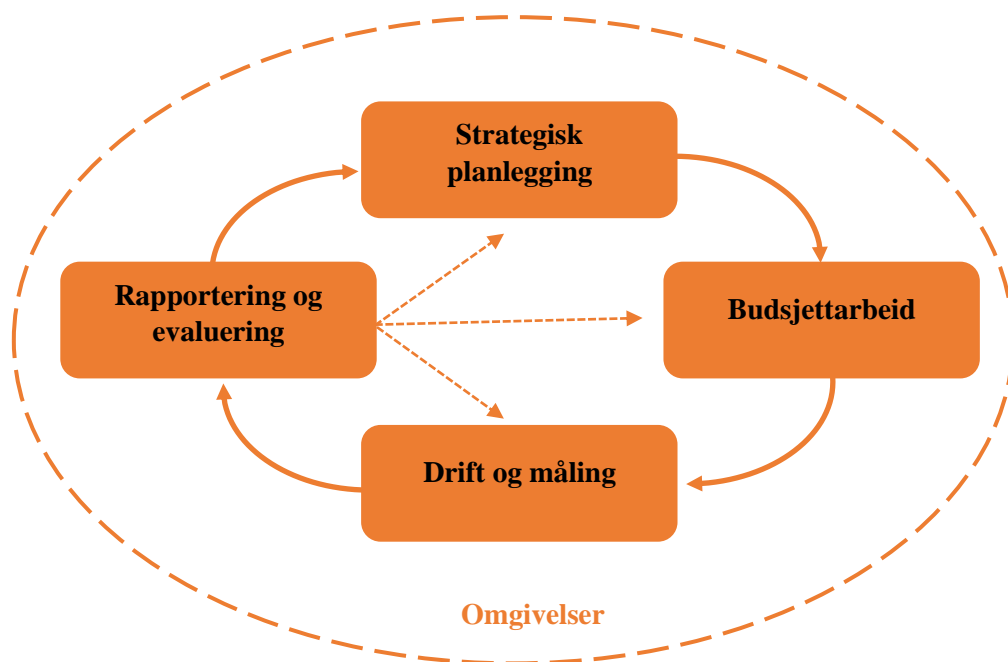 Strategisk
planlegging
Rapportering og
evaluering
Budsjettarbeid
Drift og måling
Omgivelser